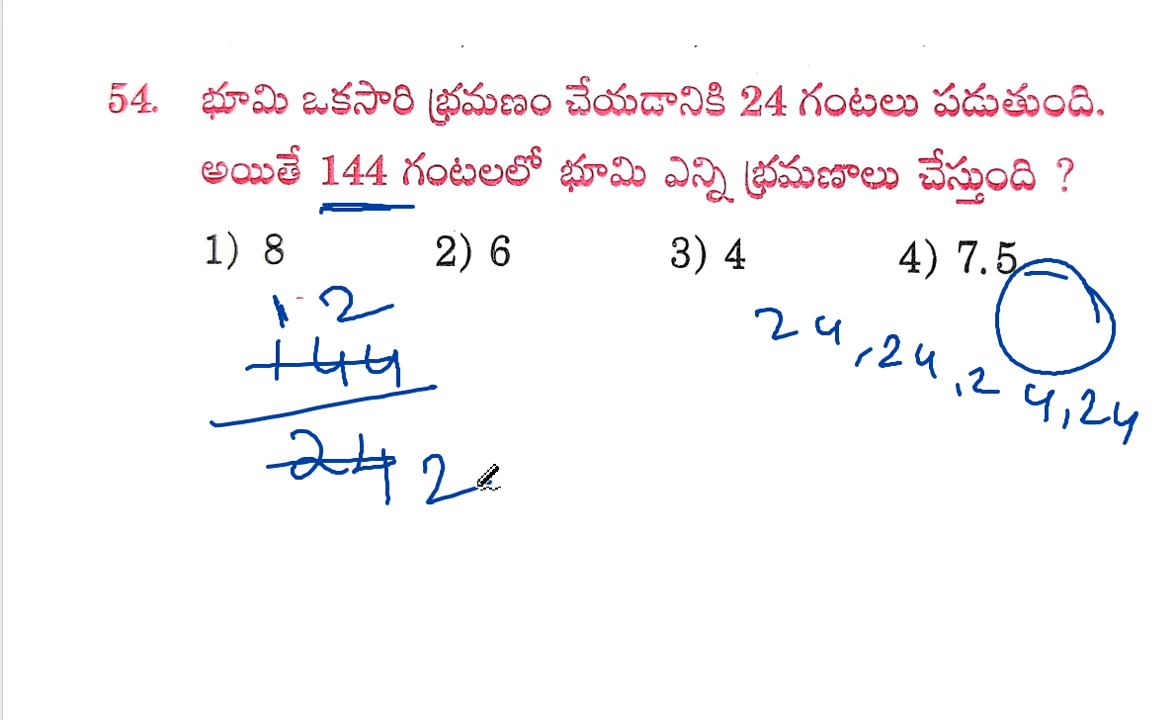 54. భూమి ఒకసారి భ్రమణం చేయడానికి 24 గంటలు పడుతుంది.
అయితే 144 గంటలలో భూమి ఎన్ని భ్రమణాలు చేస్తుంది ?
1) 8 2) 6 3) 4 4) 7.5
12
144
24 2
24, 24, 24, 24